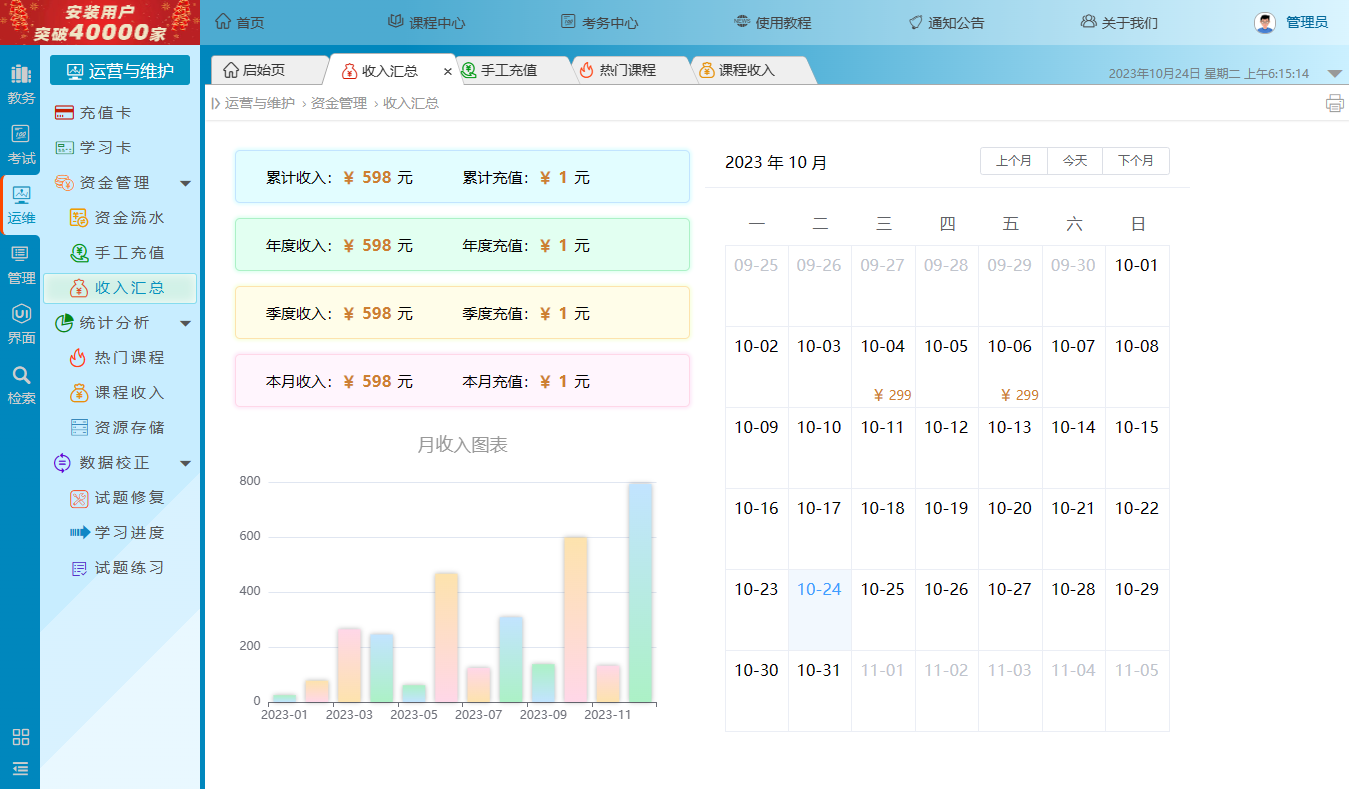 安装用户
突破40000家
首页
课程中心
考务中心
NEWS
使用教程
通知公告
关于我们
管理员
教务
考试
运维
管理
界面
检索
运营与维护
充值卡
学习卡
资金管理
资金流水
手工充值
收入汇总
统计分析
热门课程
课程收入
资源存储
数据校正
试题修复
学习进度
试题练习
启始页
收入汇总 ×
手工充值
热门课程
课程收入
2023年10月24日 星期二 上午6:15:14
运营与维护 › 资金管理 › 收入汇总
累计收入: ¥ 598 元 累计充值: ¥ 1 元
年度收入: ¥ 598 元 年度充值: ¥ 1 元
季度收入: ¥ 598 元 季度充值: ¥ 1 元
本月收入: ¥ 598 元 本月充值: ¥ 1 元
月收入图表
800
600
400
200
0
2023-01 2023-03 2023-05 2023-07 2023-09 2023-11
2023 年 10 月
上个月 今天 下个月
一 二 三 四 五 六 日
09-25 09-26 09-27 09-28 09-29 09-30 10-01
10-02 10-03 10-04 10-05 10-06 10-07 10-08
¥ 299 ¥ 299
10-09 10-10 10-11 10-12 10-13 10-14 10-15
10-16 10-17 10-18 10-19 10-20 10-21 10-22
10-23 10-24 10-25 10-26 10-27 10-28 10-29
10-30 10-31 11-01 11-02 11-03 11-04 11-05